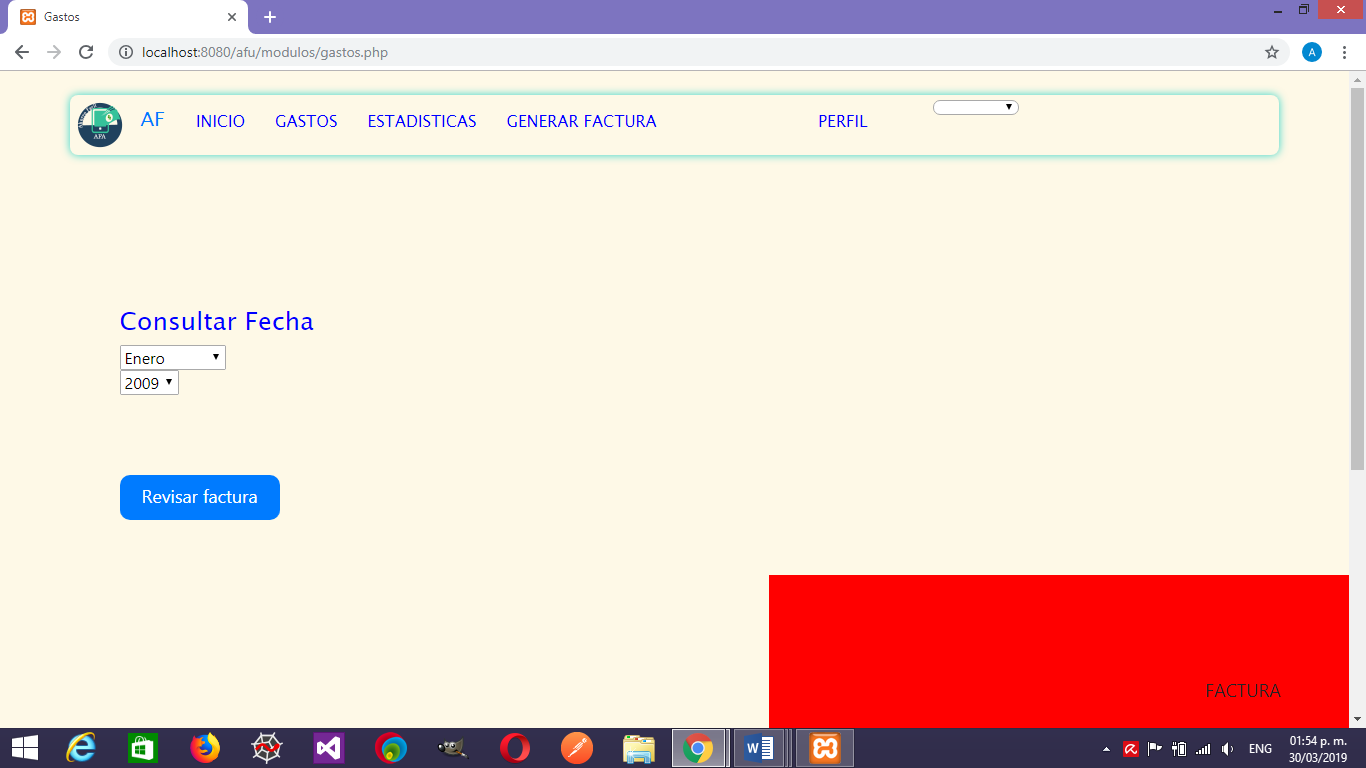 Gastos
localhost:8080/afu/modulos/gastos.php
A
AFA
AF
INICIO
GASTOS
ESTADISTICAS
GENERAR FACTURA
PERFIL
Consultar Fecha
Enero
2009
Revisar factura
FACTURA
ENG
01:54 p. m.
30/03/2019